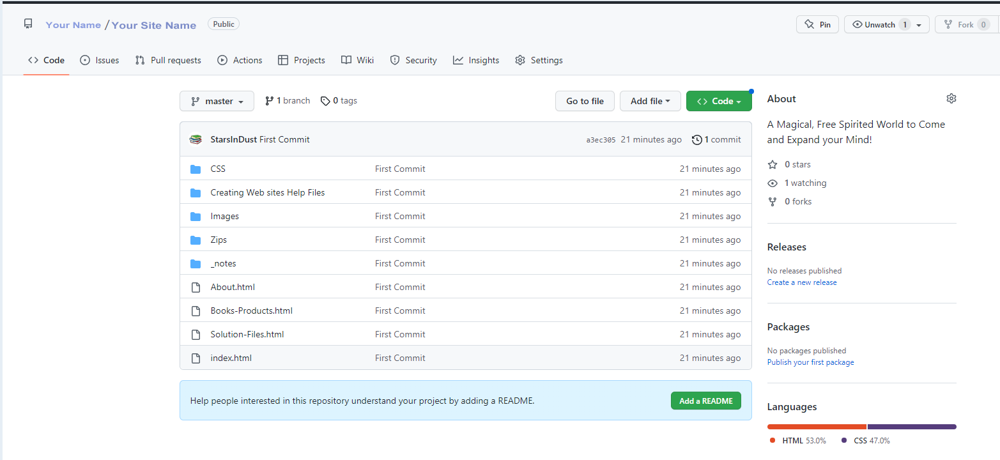 Your Name / Your Site Name Public Pin Unwatch 1 Fork 0
Code Issues Pull requests Actions Projects Wiki Security Insights Settings
master 1 branch 0 tags Go to file Add file Code
StarsInDust First Commit a3ec305 21 minutes ago 1 commit
CSS First Commit 21 minutes ago
Creating Web sites Help Files First Commit 21 minutes ago
Images First Commit 21 minutes ago
Zips First Commit 21 minutes ago
_notes First Commit 21 minutes ago
About.html First Commit 21 minutes ago
Books-Products.html First Commit 21 minutes ago
Solution-Files.html First Commit 21 minutes ago
index.html First Commit 21 minutes ago
Help people interested in this repository understand your project by adding a README. Add a README
About
A Magical, Free Spirited World to Come
and Expand your Mind!
0 stars
1 watching
0 forks
Releases
No releases published
Create a new release
Packages
No packages published
Publish your first package
Languages
HTML 53.0% CSS 47.0%